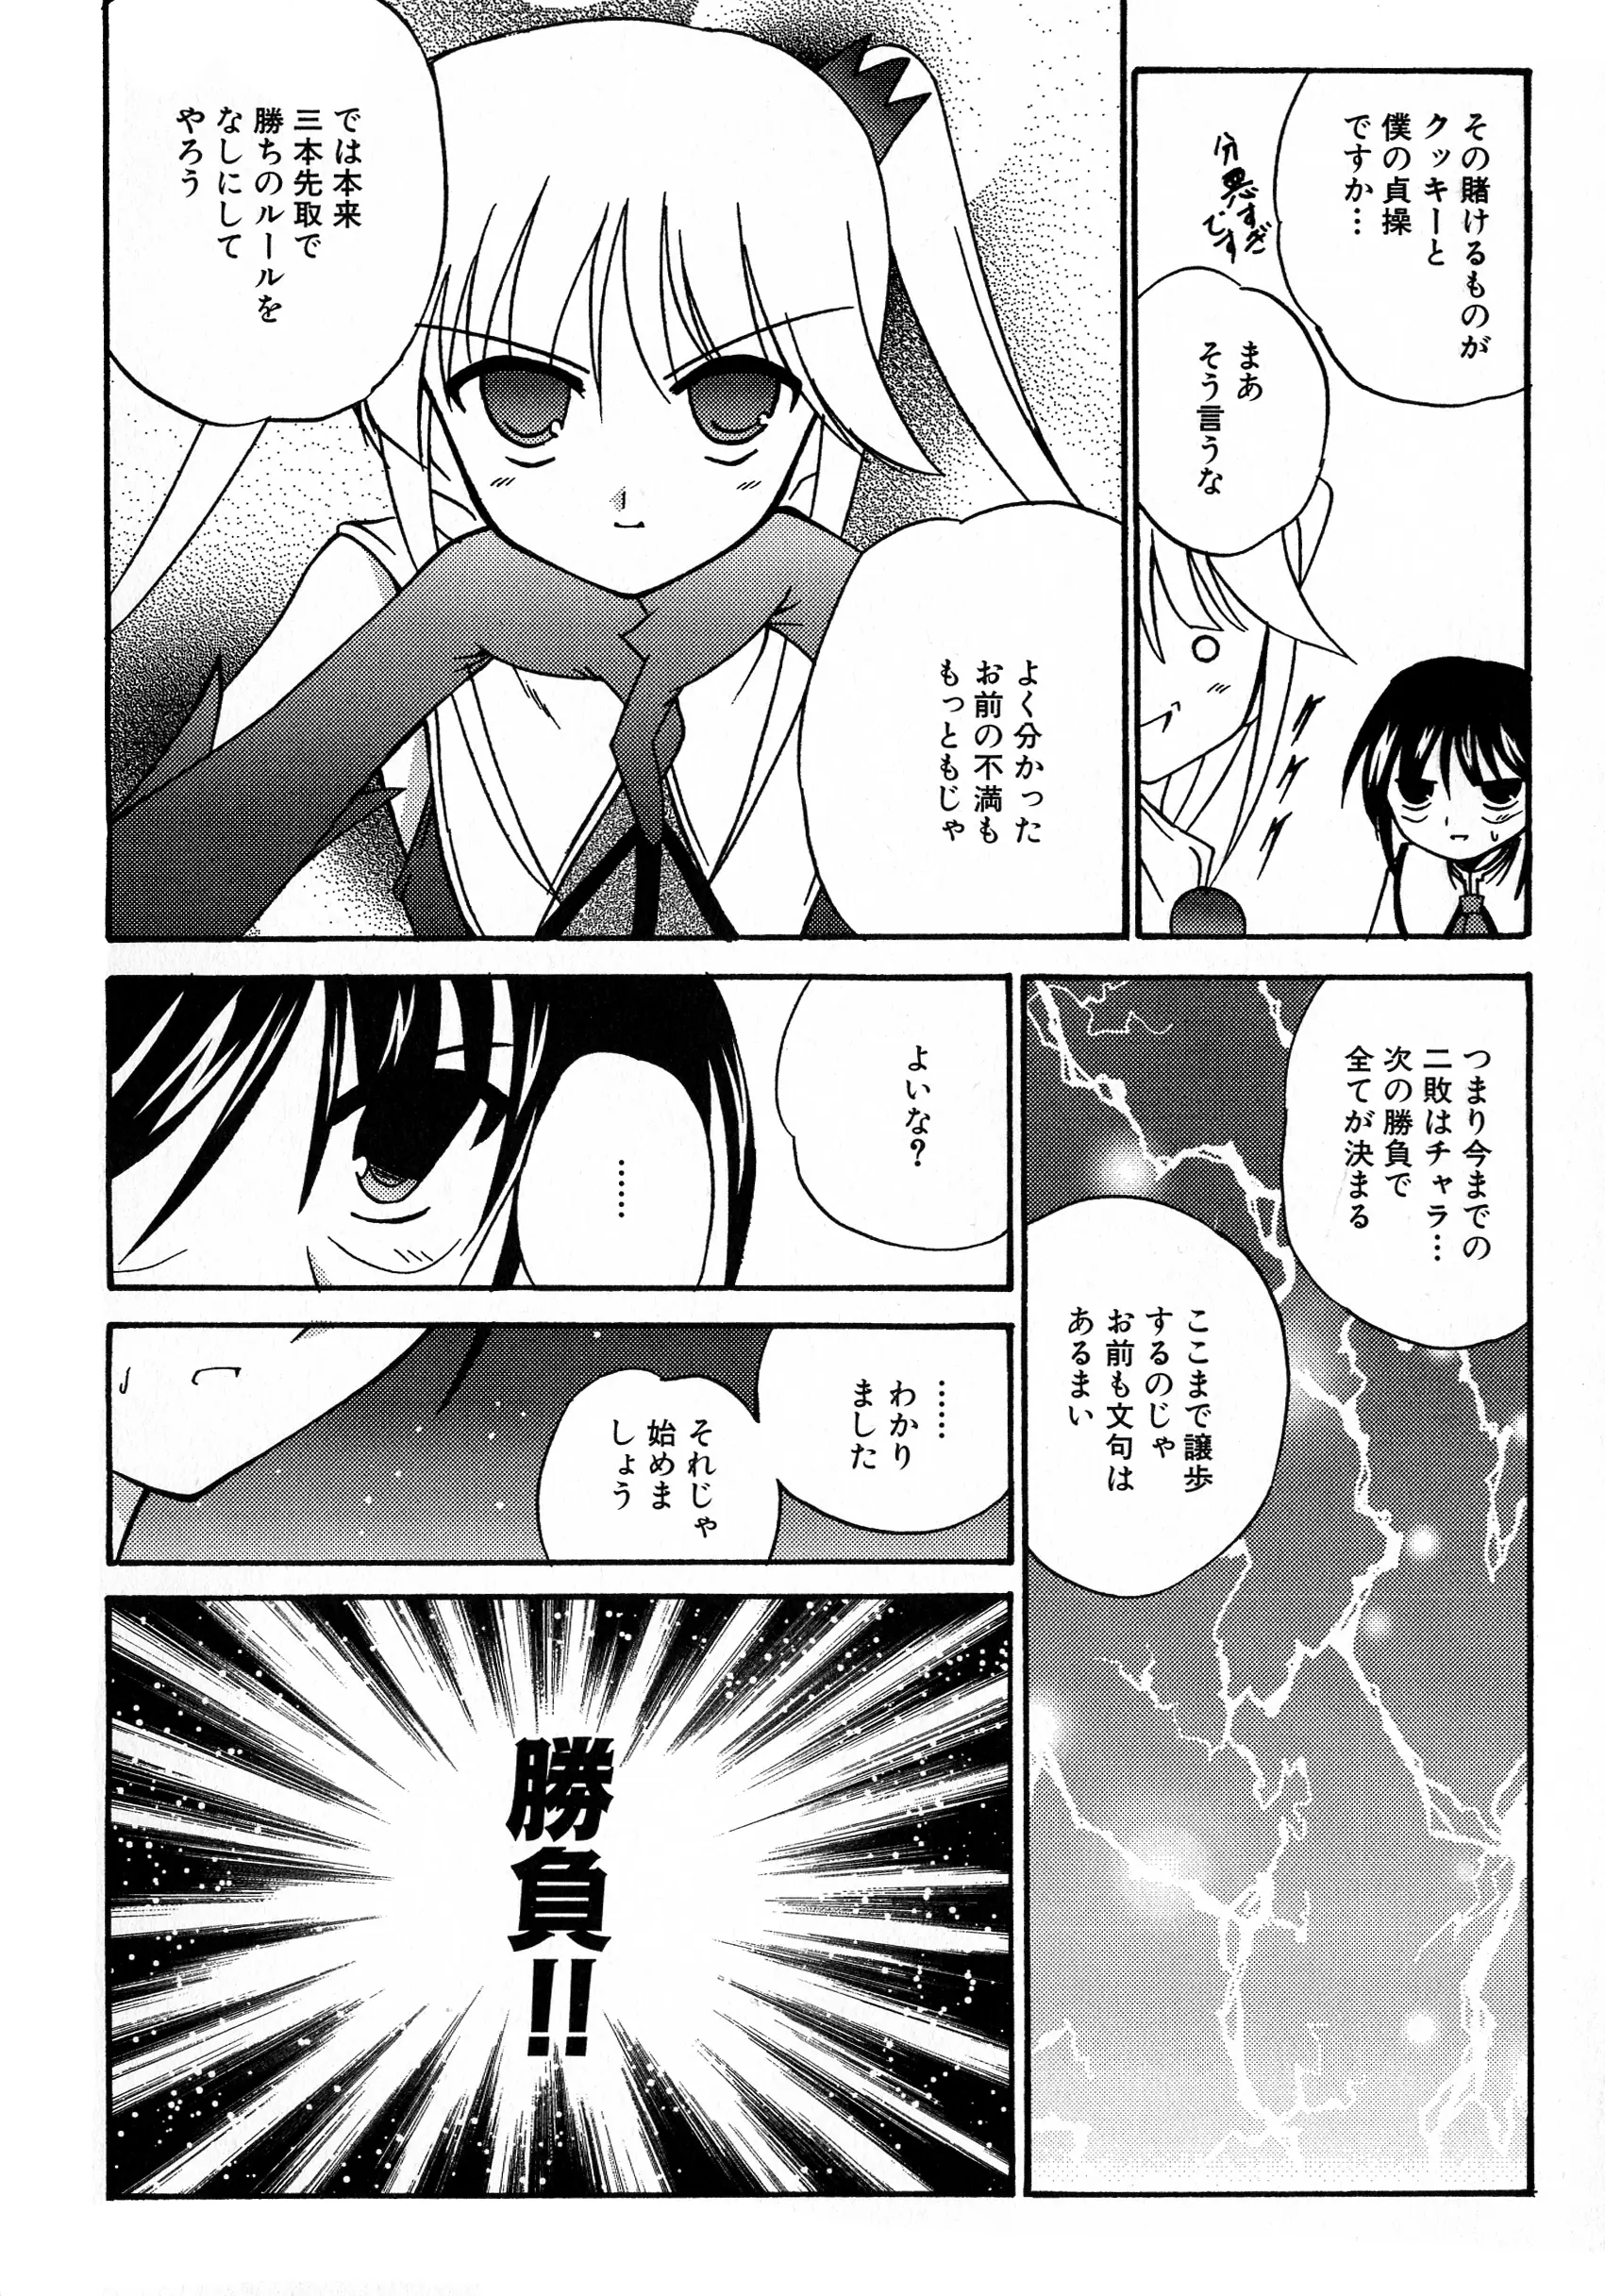 その賭けるものが
クッキーと
僕の貞操
ですか…
分悪すぎ
です
まあ
そう言うな
よく分かった
お前の不満も
もっともじゃ
では本来
三本先取で
勝ちのルールを
なしにして
やろう
つまり今までの
二敗はチャラ…
次の勝負で
全てが決まる
ここまで譲歩
するのじゃ
お前も文句は
あるまい
よいな?
……
……
わかり
ました
それじゃ
始めま
しょう
勝負!!